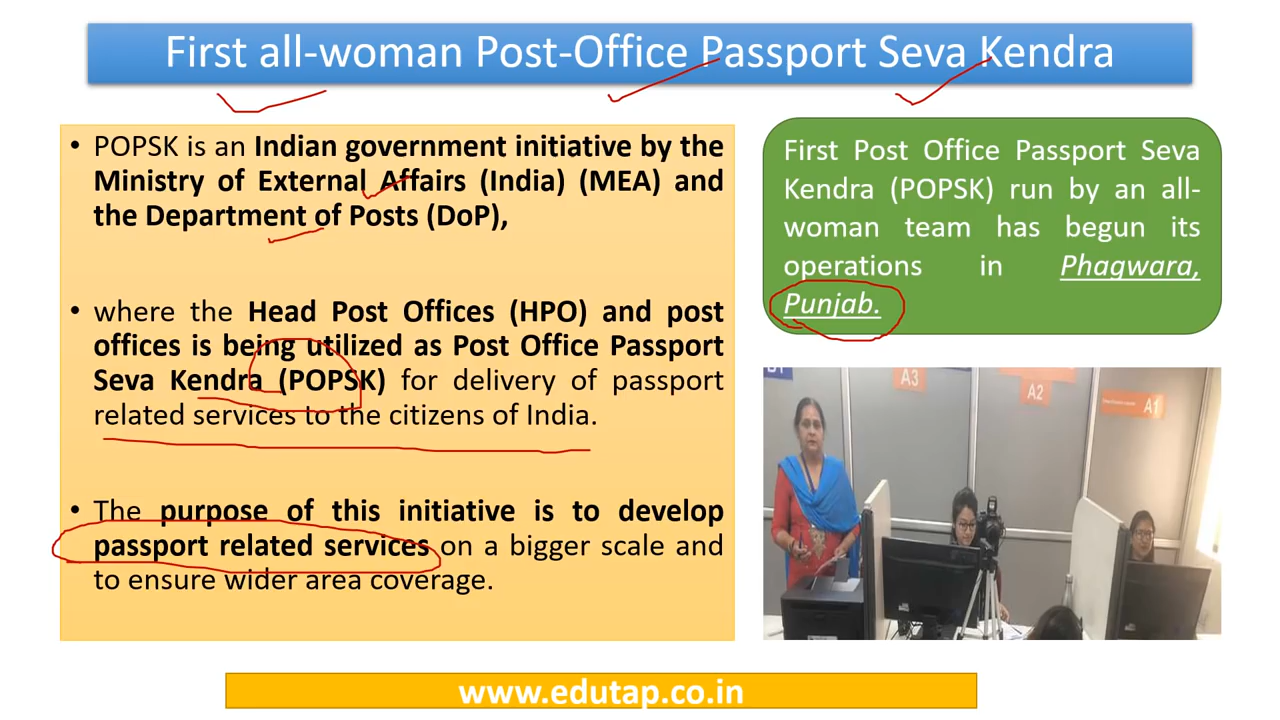 First all-woman Post-Office Passport Seva Kendra
• POPSK is an Indian government initiative by the
Ministry of External Affairs (India) (MEA) and
the Department of Posts (DoP),
• where the Head Post Offices (HPO) and post
offices is being utilized as Post Office Passport
Seva Kendra (POPSK) for delivery of passport
related services to the citizens of India.
• The purpose of this initiative is to develop
passport related services on a bigger scale and
to ensure wider area coverage.
First Post Office Passport Seva
Kendra (POPSK) run by an all-
woman team has begun its
operations in Phagwara,
Punjab.
A3
A2
A1
www.edutap.co.in